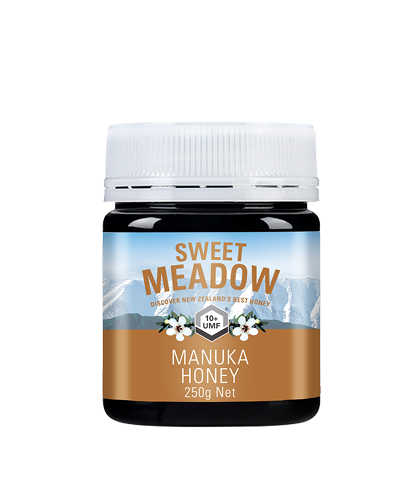 SWEET
MEADOW
DISCOVER NEW ZEALAND'S BEST HONEY
10+
UMF
MANUKA
HONEY
250g Net